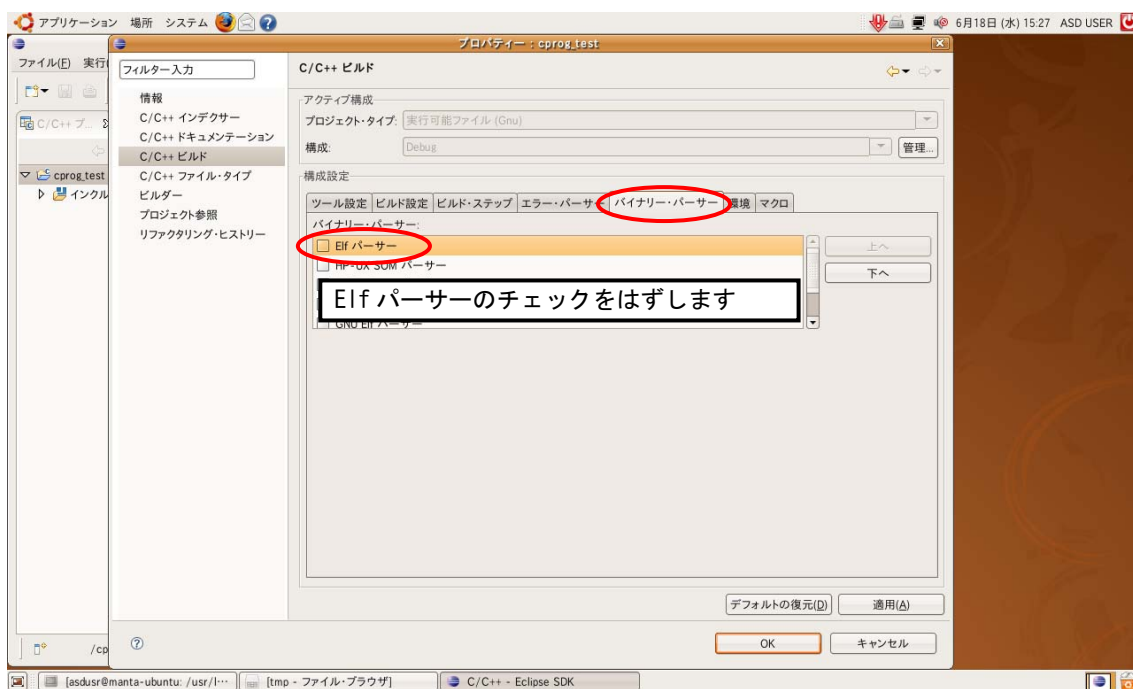 アプリケーション 場所 システム
6月18日 (水) 15:27 ASD USER
プロパティー : cprog_test
ファイル(E) 実行
フィルター入力
C/C++ ビルド
情報
C/C++ インデクサー
C/C++ ドキュメンテーション
C/C++ ビルド
C/C++ ファイル・タイプ
ビルダー
プロジェクト参照
リファクタリング・ヒストリー
C/C++ プ...
cprog_test
インクル
アクティブ構成
プロジェクト・タイプ: 実行可能ファイル (Gnu)
構成: Debug 管理...
構成設定
ツール設定 ビルド設定 ビルド・ステップ エラー・パーサー バイナリー・パーサー 環境 マクロ
バイナリー・パーサー:
Elf パーサー
上へ
HP-UX SOM パーサー
下へ
Elf パーサーのチェックをはずします
GNU Elf パーサー
デフォルトの復元(D) 適用(A)
OK キャンセル
/cp
[asdusr@manta-ubuntu: /usr/l… [tmp - ファイル・ブラウザ] C/C++ - Eclipse SDK